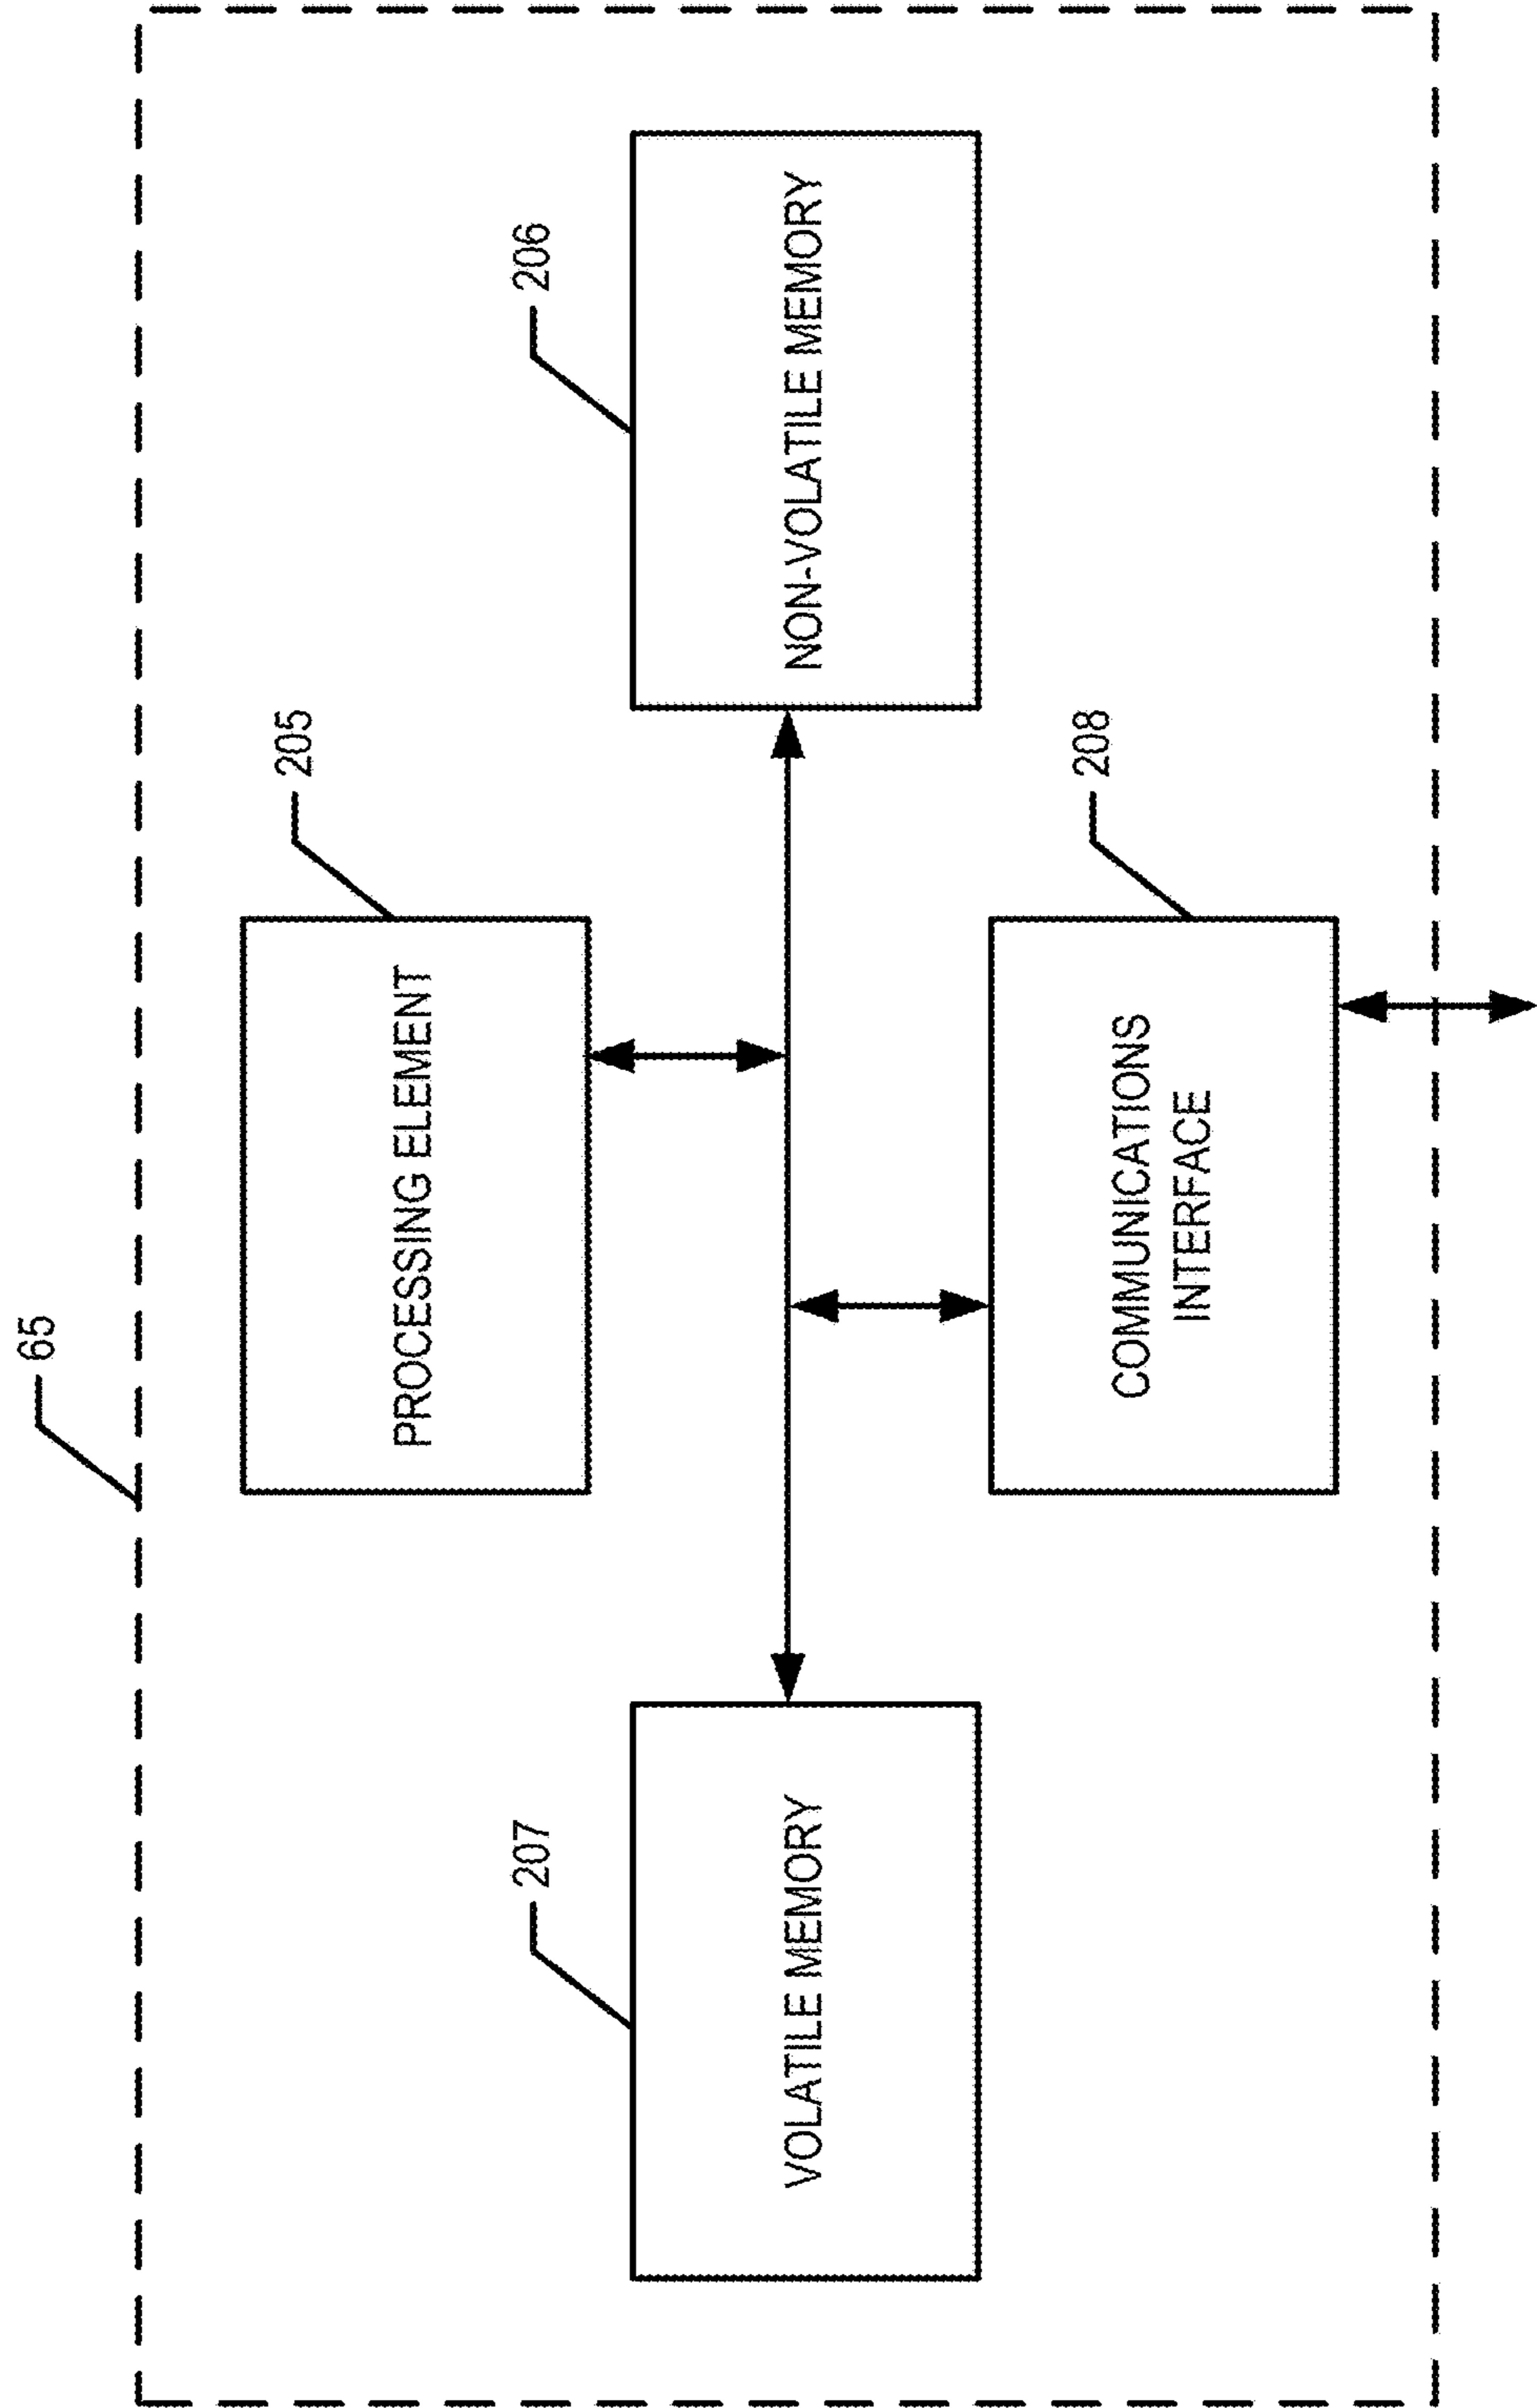 65
205
PROCESSING ELEMENT
207
VOLATILE MEMORY
206
NON-VOLATILE MEMORY
208
COMMUNICATIONS
INTERFACE